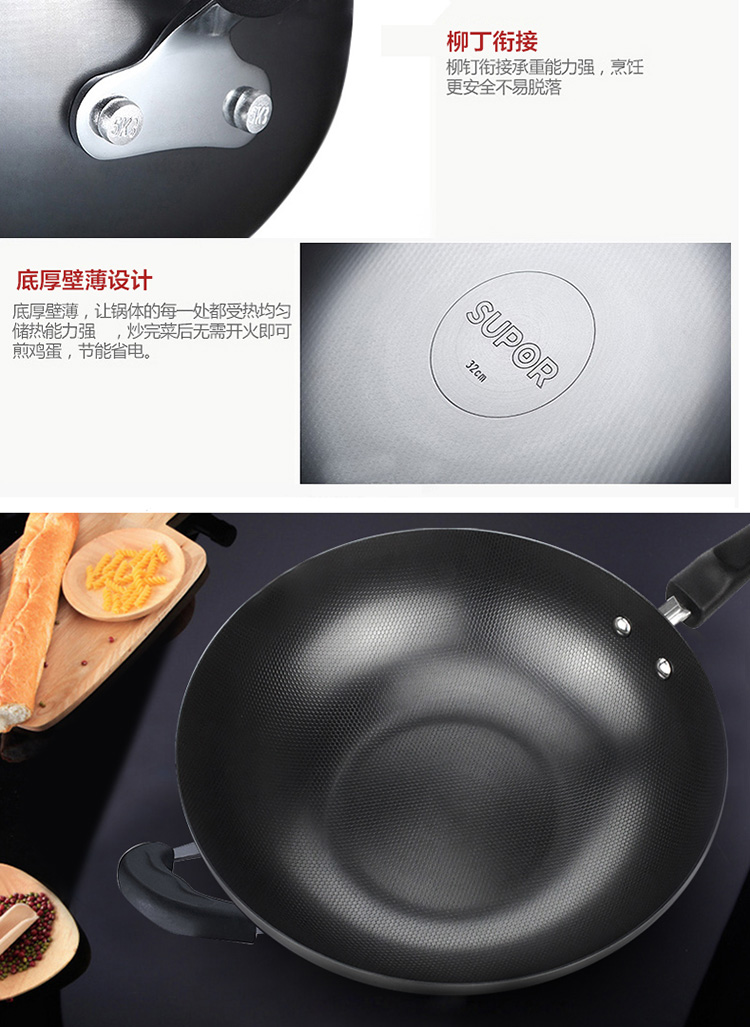 柳丁衔接
柳钉衔接承重能力强，烹饪
更安全不易脱落
底厚壁薄设计
底厚壁薄，让锅体的每一处都受热均匀
储热能力强　，炒完菜后无需开火即可
煎鸡蛋，节能省电。
SUPOR
32cm